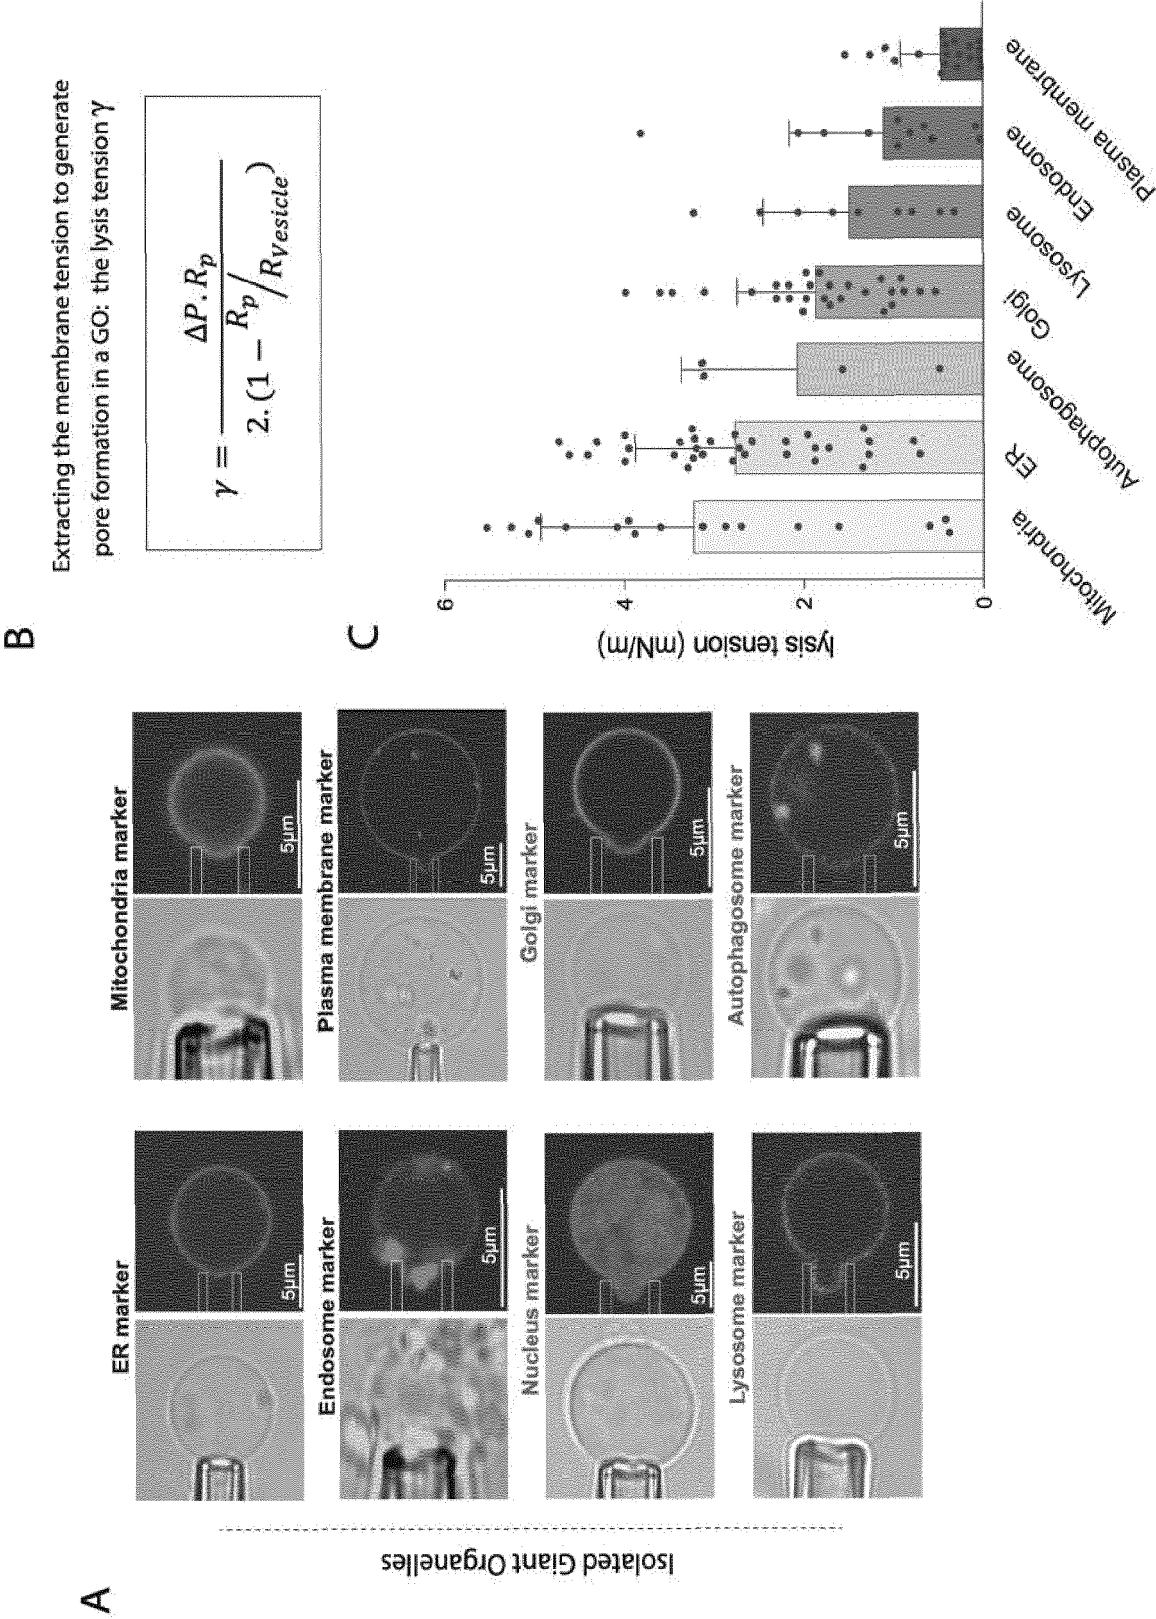 A
Isolated Giant Organelles
ER marker
5µm
Mitochondria marker
5µm
Endosome marker
5µm
Plasma membrane marker
5µm
Nucleus marker
5µm
Golgi marker
5µm
Lysosome marker
5µm
Autophagosome marker
5µm
B
Extracting the membrane tension to generate
pore formation in a GO: the lysis tension γ
γ = ΔP.Rp / 2.(1 − Rp/RVesicle)
C
lysis tension (mN/m)
6
4
2
0
Mitochondria
ER
Autophagosome
Golgi
Lysosome
Endosome
Plasma membrane